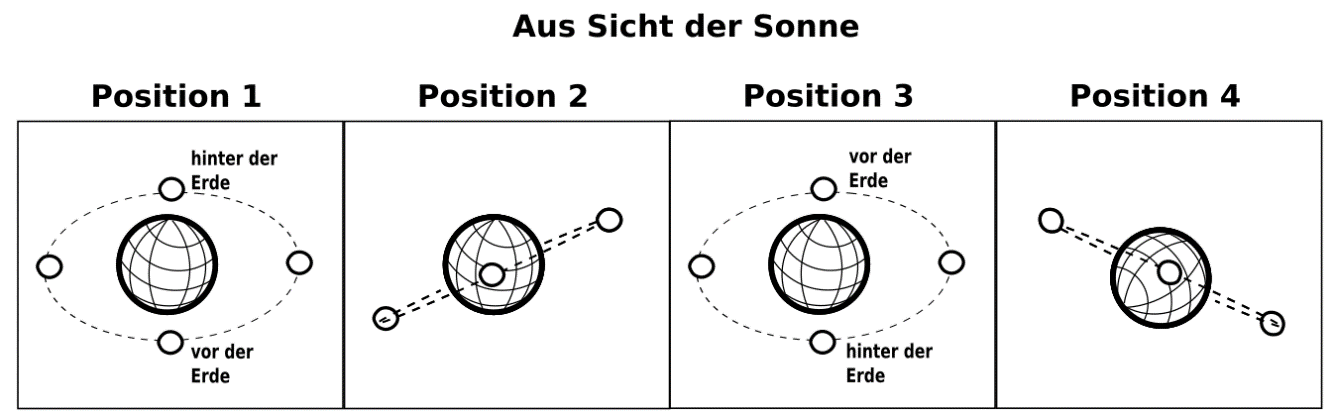 Aus Sicht der Sonne
Position 1
Position 2
Position 3
Position 4
hinter der
Erde
vor der
Erde
vor der
Erde
hinter der
Erde